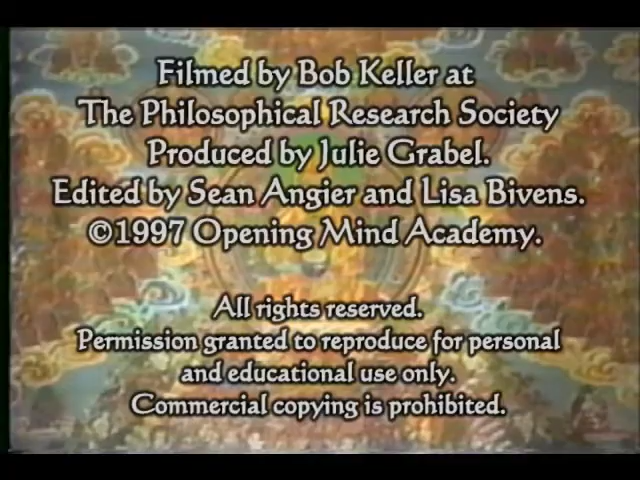 Filmed by Bob Keller at
The Philosophical Research Society
Produced by Julie Grabel.
Edited by Sean Angier and Lisa Bivens.
©1997 Opening Mind Academy.
All rights reserved.
Permission granted to reproduce for personal
and educational use only.
Commercial copying is prohibited.